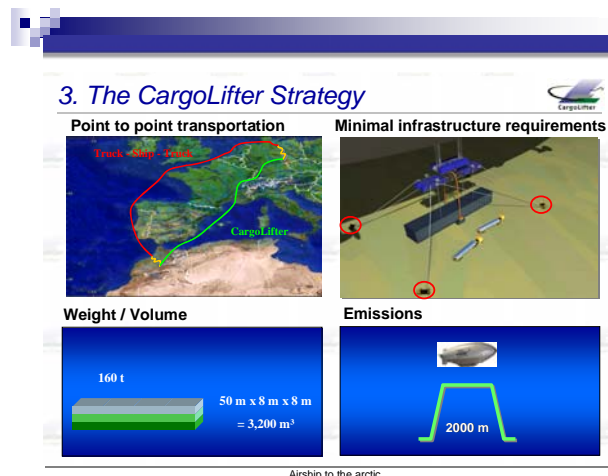 3. The CargoLifter Strategy
CargoLifter
Point to point transportation
Minimal infrastructure requirements
Truck - Ship - Truck
CargoLifter
Weight / Volume
Emissions
160 t
50 m x 8 m x 8 m
= 3,200 m³
2000 m
Airship to the arctic